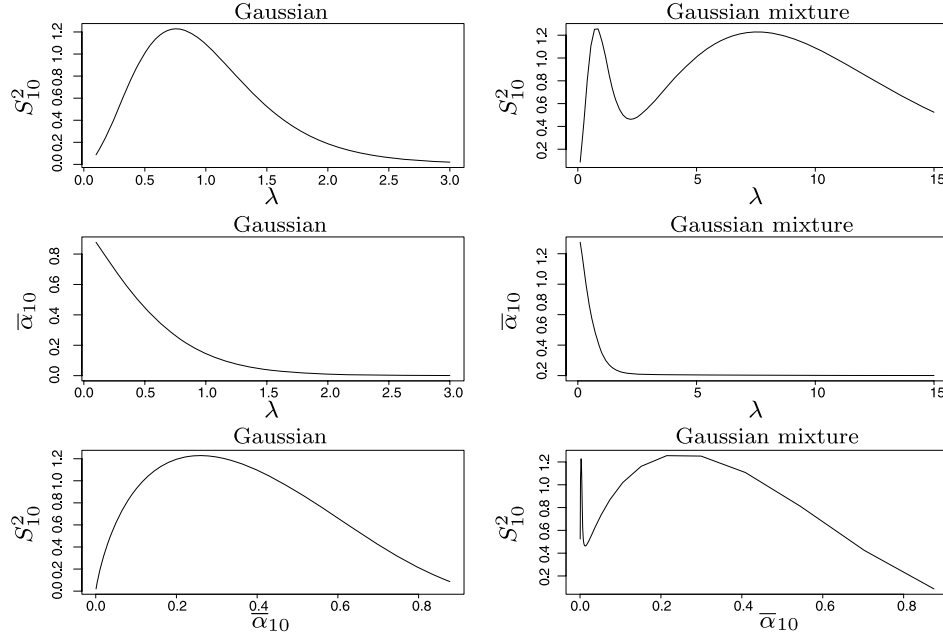 Gaussian
S²₁₀
0.0 0.2 0.4 0.6 0.8 1.0 1.2
0.0 0.5 1.0 1.5 2.0 2.5 3.0
λ
Gaussian mixture
S²₁₀
0.2 0.4 0.6 0.8 1.0 1.2
0 5 10 15
λ
Gaussian
α̅₁₀
0.0 0.2 0.4 0.6 0.8
0.0 0.5 1.0 1.5 2.0 2.5 3.0
λ
Gaussian mixture
α̅₁₀
0.2 0.4 0.6 0.8 1.0 1.2
0 5 10 15
λ
Gaussian
S²₁₀
0.0 0.2 0.4 0.6 0.8 1.0 1.2
0.0 0.2 0.4 0.6 0.8
α̅₁₀
Gaussian mixture
S²₁₀
0.2 0.4 0.6 0.8 1.0 1.2
0.0 0.2 0.4 0.6 0.8
α̅₁₀